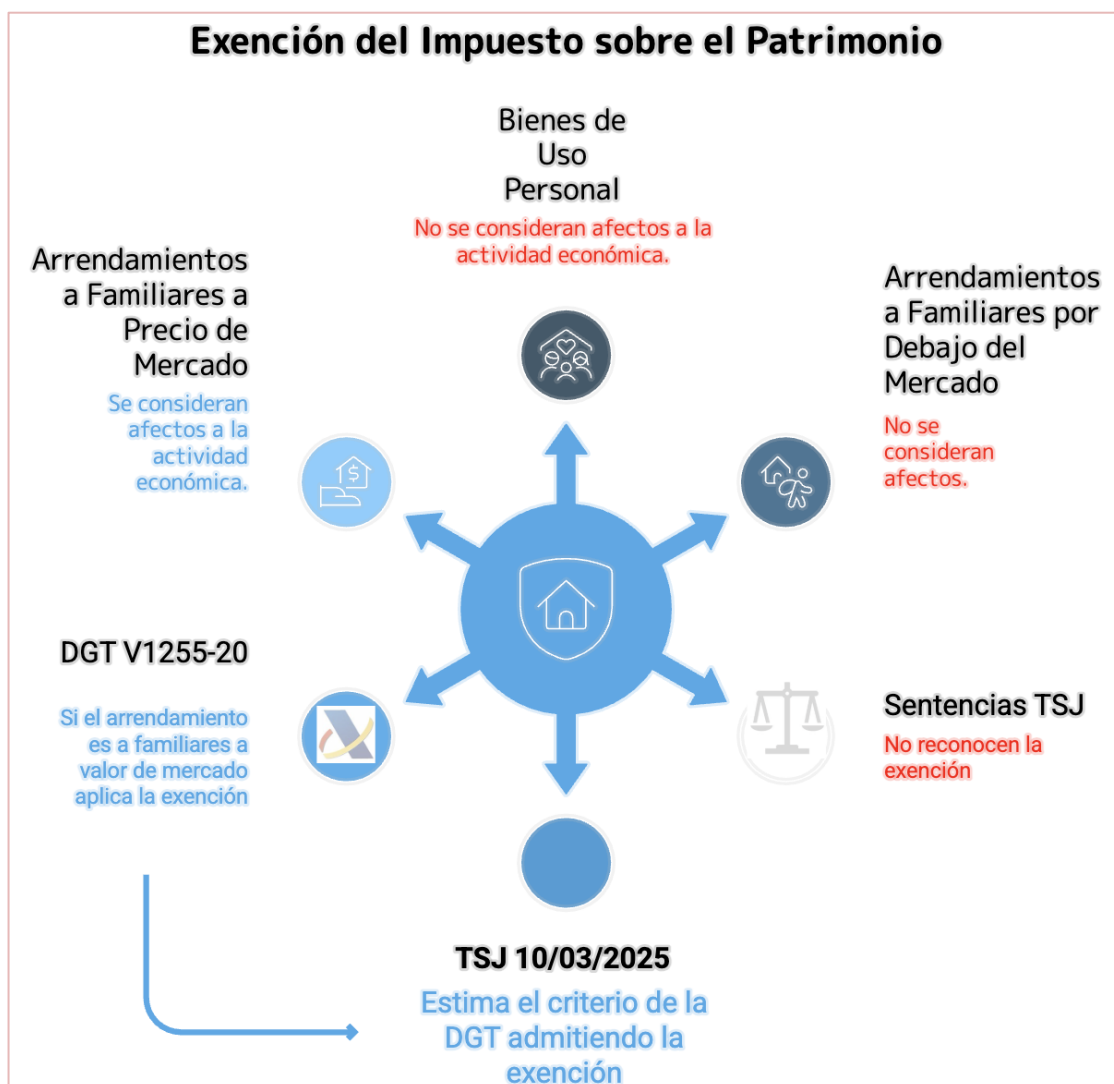 Exención del Impuesto sobre el Patrimonio
Bienes de
Uso
Personal
No se consideran afectos a la
actividad económica.
Arrendamientos
a Familiares a
Precio de
Mercado
Se consideran
afectos a la
actividad
económica.
Arrendamientos
a Familiares por
Debajo del
Mercado
No se
consideran
afectos.
$
DGT V1255-20
Si el arrendamiento
es a familiares a
valor de mercado
aplica la exención
Sentencias TSJ
No reconocen la
exención
TSJ 10/03/2025
Estima el criterio de la
DGT admitiendo la
exención